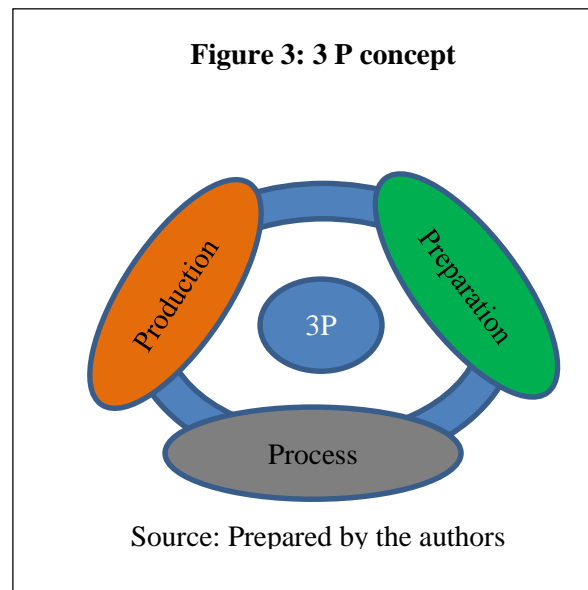 Figure 3: 3 P concept
Production
Preparation
3P
Process
Source: Prepared by the authors